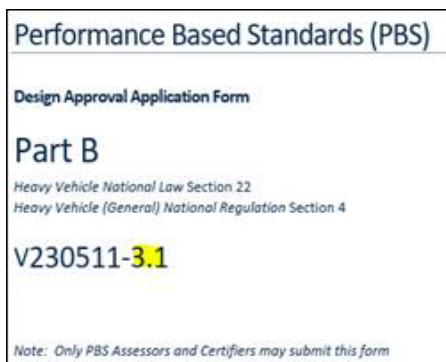 Performance Based Standards (PBS)
Design Approval Application Form
Part B
Heavy Vehicle National Law Section 22
Heavy Vehicle (General) National Regulation Section 4
V230511-3.1
Note: Only PBS Assessors and Certifiers may submit this form